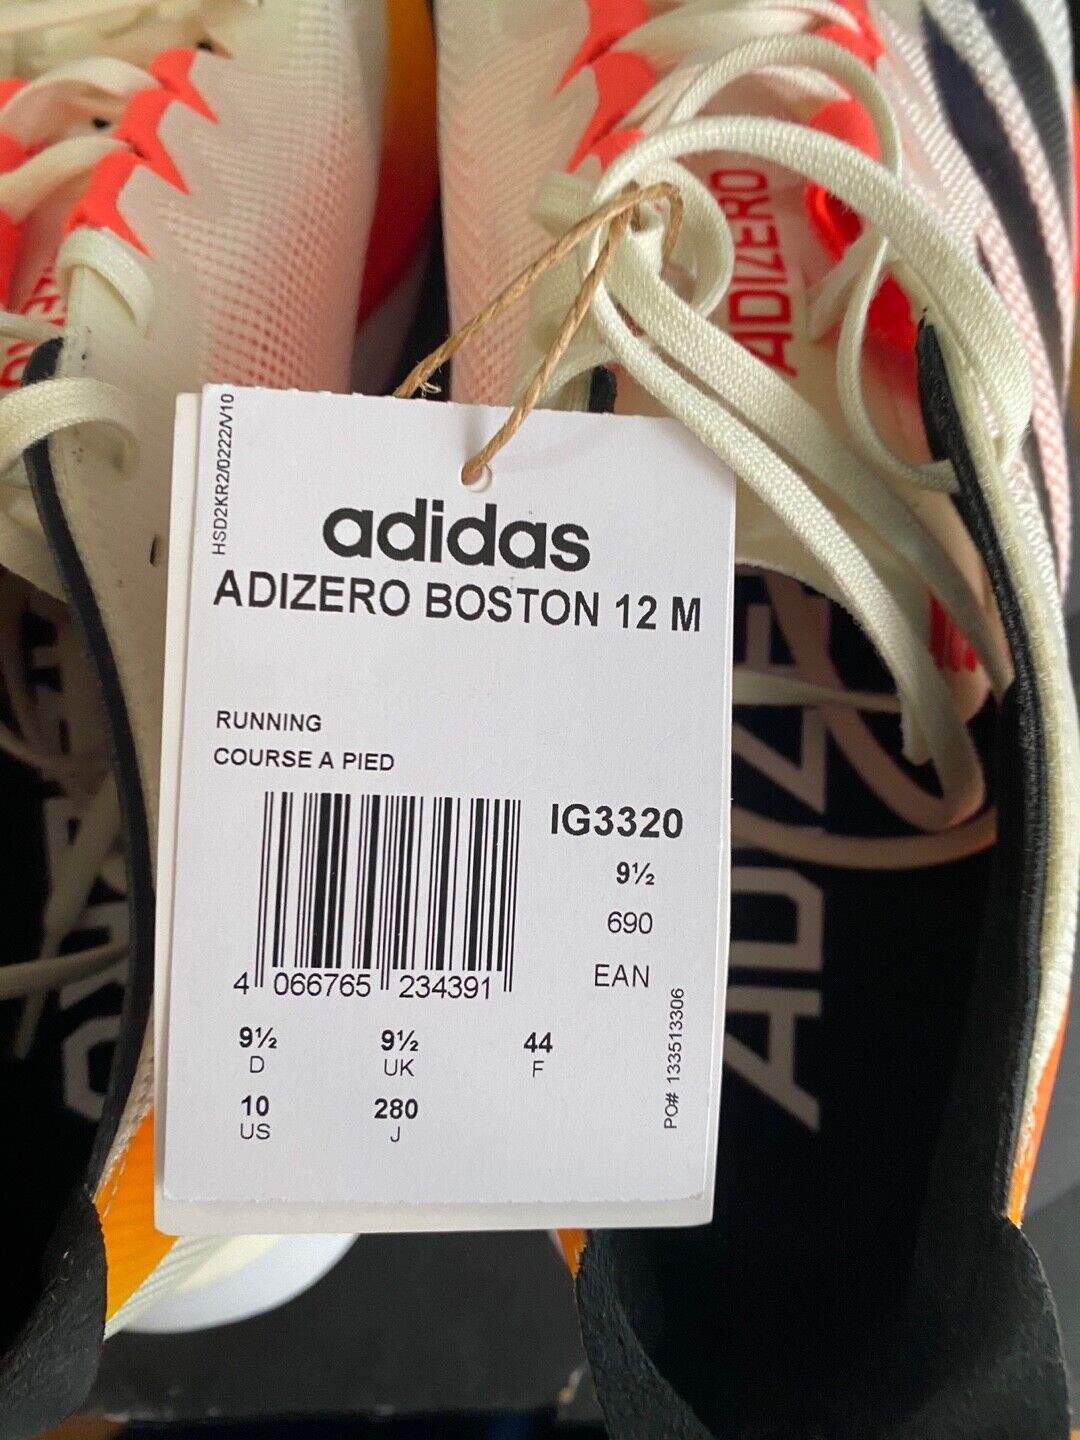 HSD2KR2/0222/V10
adidas
ADIZERO BOSTON 12 M
RUNNING
COURSE A PIED
IG3320
9½
690
EAN
4 066765 234391
9½ 9½ 44
D UK F
10 280
US J
PO# 133513306
ADIZERO